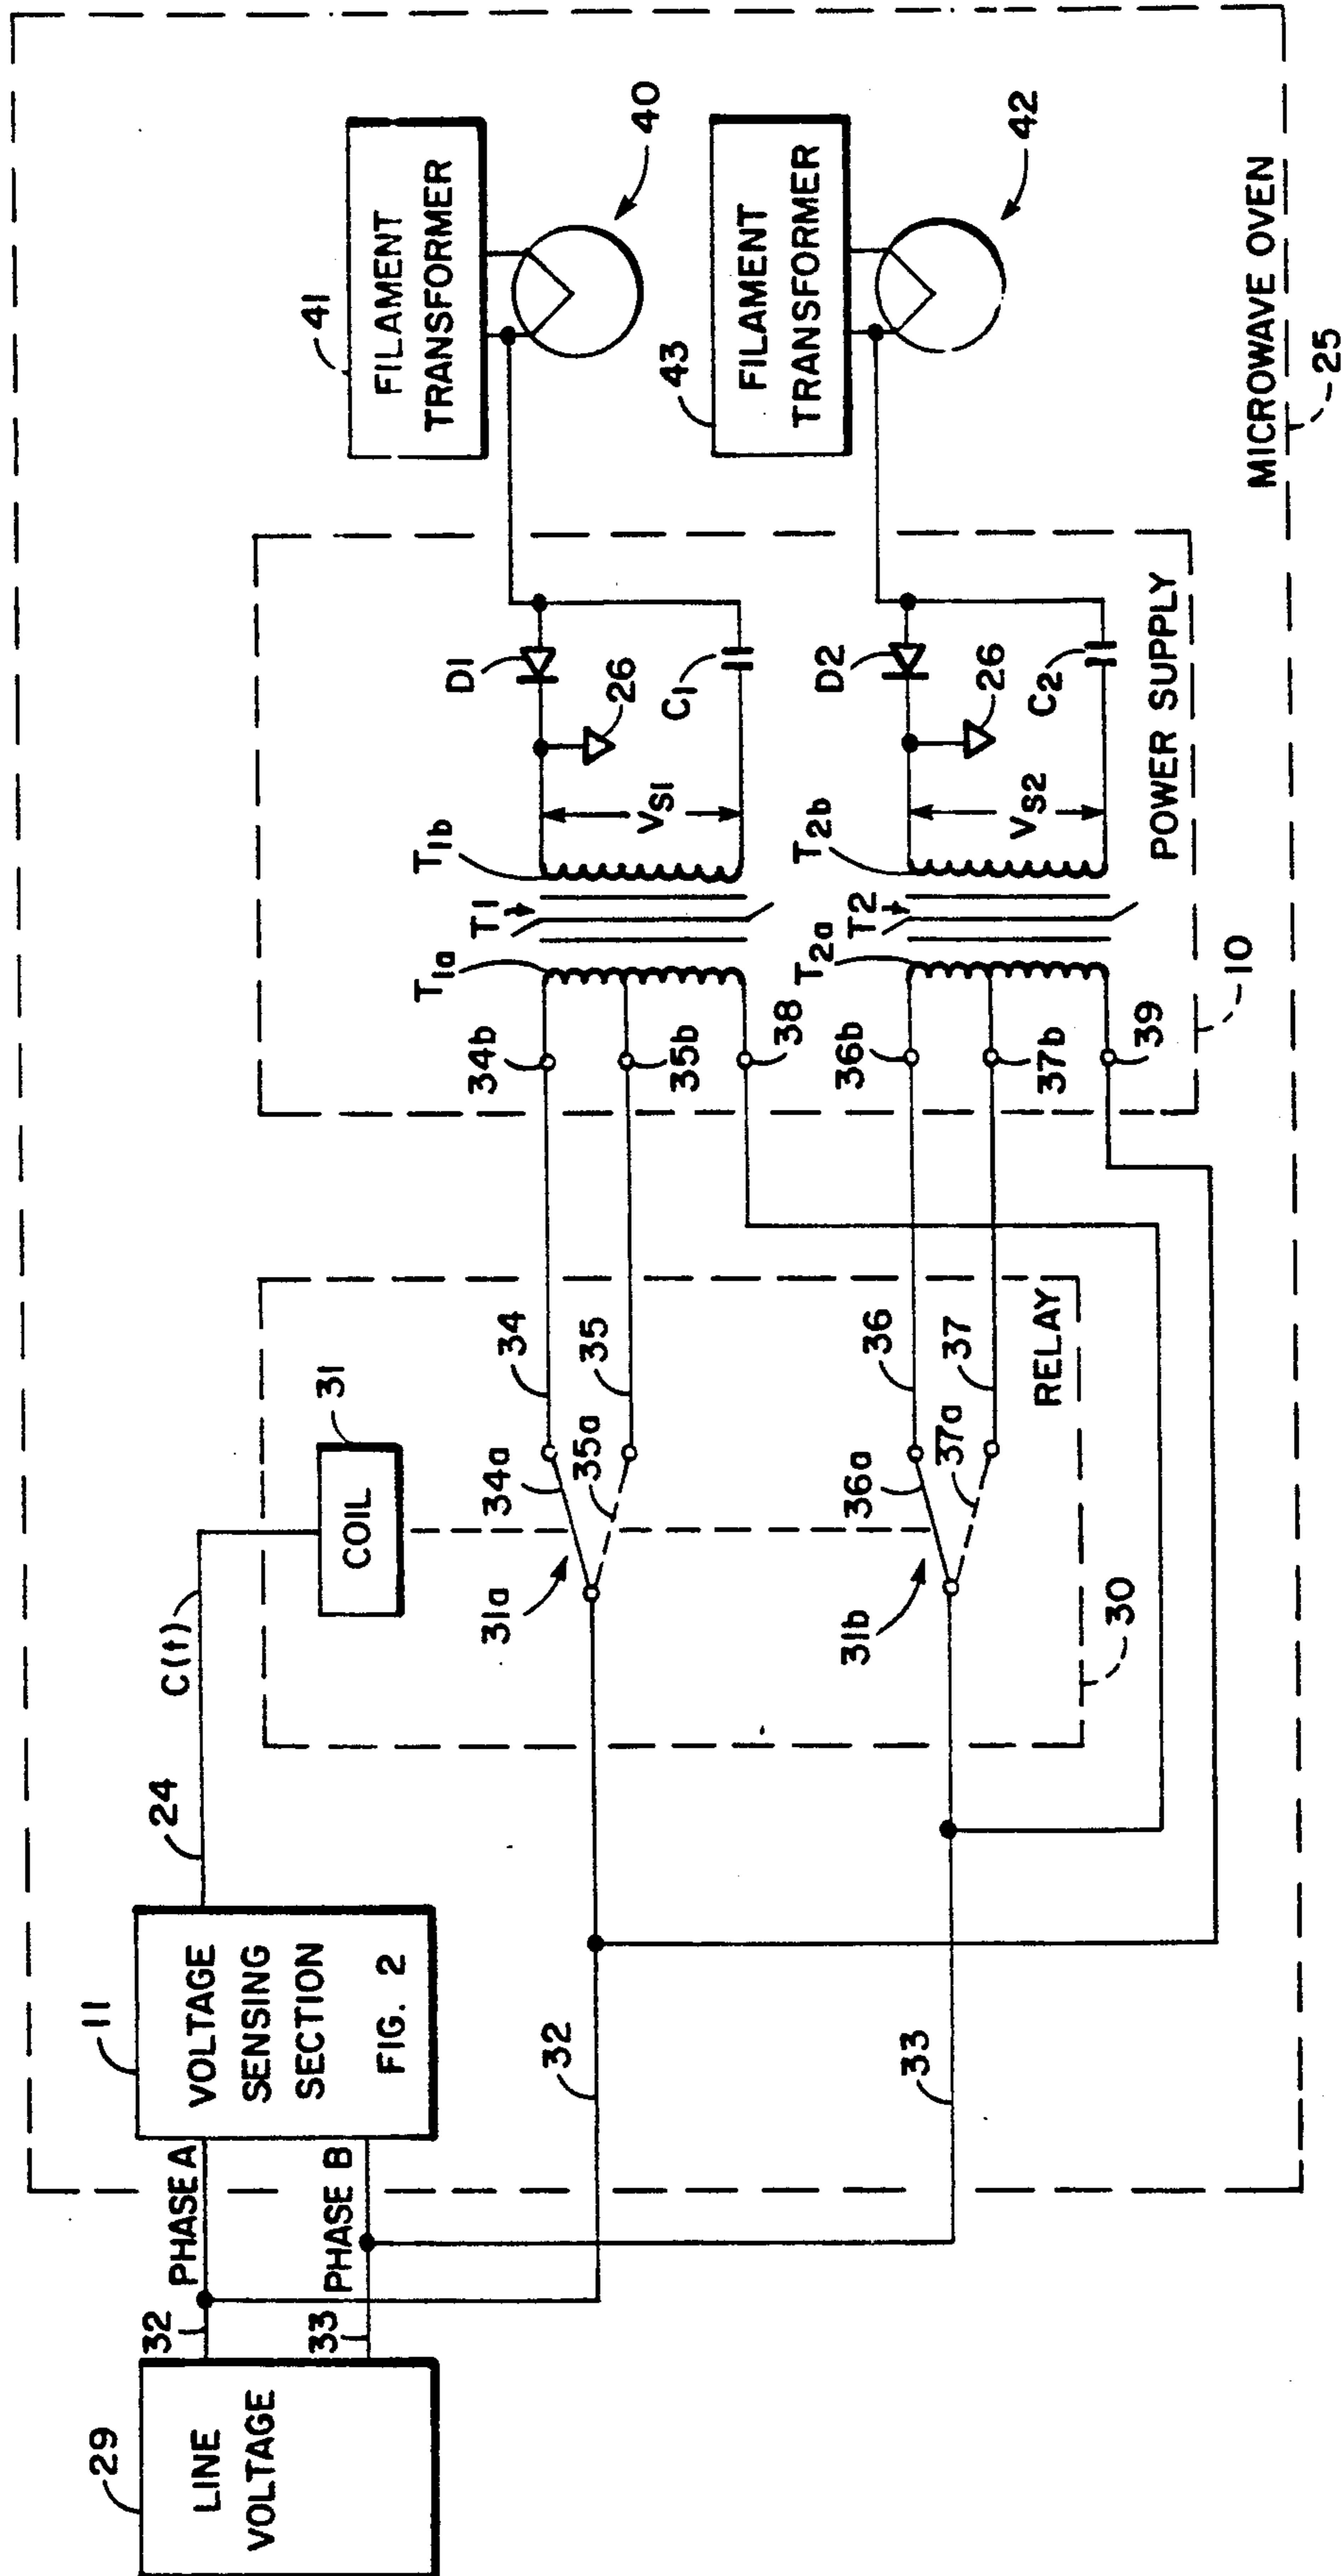 29
LINE
VOLTAGE
32
33
PHASE A
PHASE B
11
VOLTAGE
SENSING
SECTION
FIG. 2
24
C(t)
32
33
31
COIL
31a
34a
35a
34
35
31b
36a
37a
36
37
RELAY
30
34b
35b
38
36b
37b
39
T1a
T1
T1b
VS1
D1
26
C1
T2a
T2
T2b
VS2
D2
26
C2
POWER SUPPLY
10
41
FILAMENT
TRANSFORMER
40
43
FILAMENT
TRANSFORMER
42
MICROWAVE OVEN
25